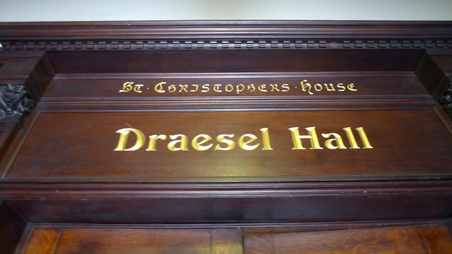 St · Christophers · House
Draesel Hall